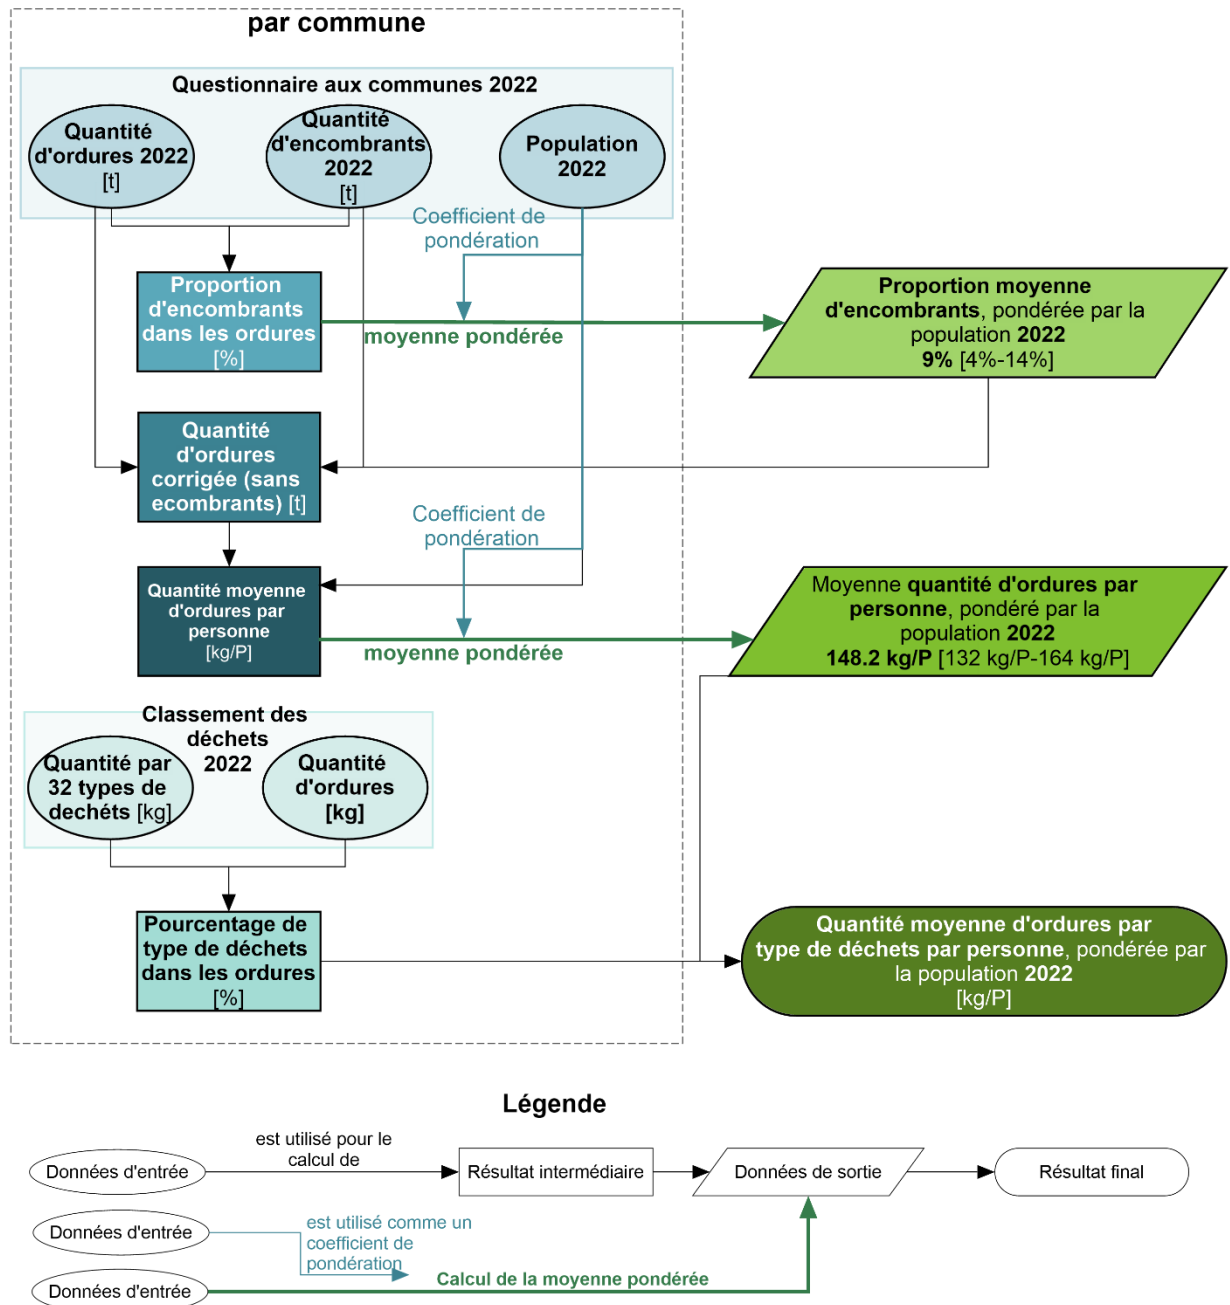 par commune
Questionnaire aux communes 2022
Quantité
d'ordures 2022
[t]
Quantité
d'encombrants
2022
[t]
Population
2022
Coefficient de
pondération
Proportion
d'encombrants
dans les ordures
[%]
moyenne pondérée
Proportion moyenne
d'encombrants, pondérée par la
population 2022
9% [4%-14%]
Quantité
d'ordures
corrigée (sans
ecombrants) [t]
Coefficient de
pondération
Quantité moyenne
d'ordures par
personne
[kg/P]
moyenne pondérée
Moyenne quantité d'ordures par
personne, pondéré par la
population 2022
148.2 kg/P [132 kg/P-164 kg/P]
Classement des
déchets
2022
Quantité par
32 types de
dechéts [kg]
Quantité
d'ordures
[kg]
Pourcentage de
type de déchets
dans les ordures
[%]
Quantité moyenne d'ordures par
type de déchets par personne, pondérée par
la population 2022
[kg/P]
Légende
Données d'entrée
est utilisé pour le
calcul de
Résultat intermédiaire
Données de sortie
Résultat final
Données d'entrée
est utilisé comme un
coefficient de
pondération
Données d'entrée
Calcul de la moyenne pondérée